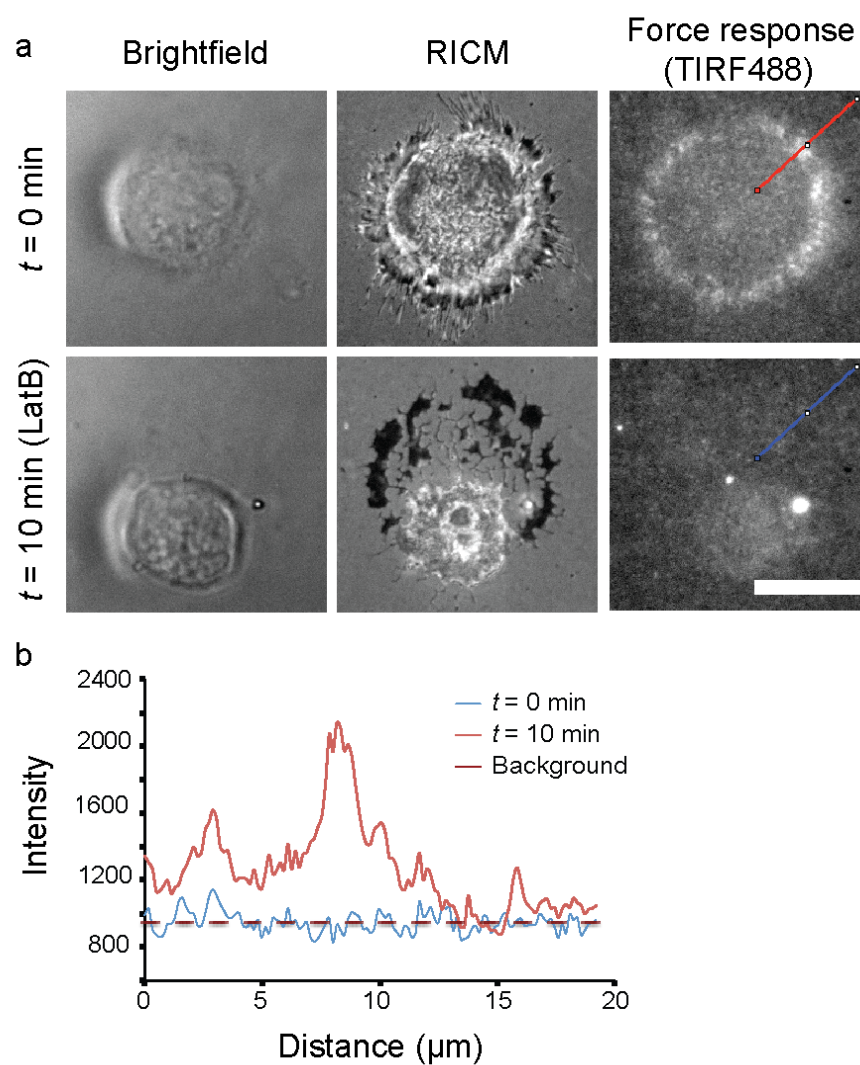 a
Brightfield
RICM
Force response
(TIRF488)
t = 0 min
t = 10 min (LatB)
b
2400
2000
1600
1200
800
Intensity
t = 0 min
t = 10 min
Background
0
5
10
15
20
Distance (µm)